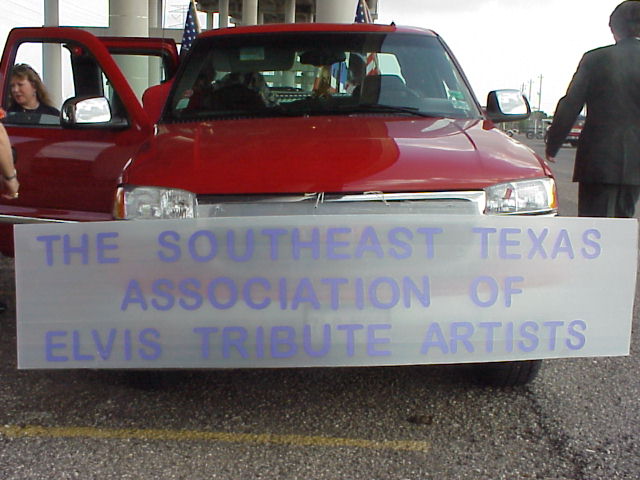 THE SOUTHEAST TEXAS
ASSOCIATION OF
ELVIS TRIBUTE ARTISTS